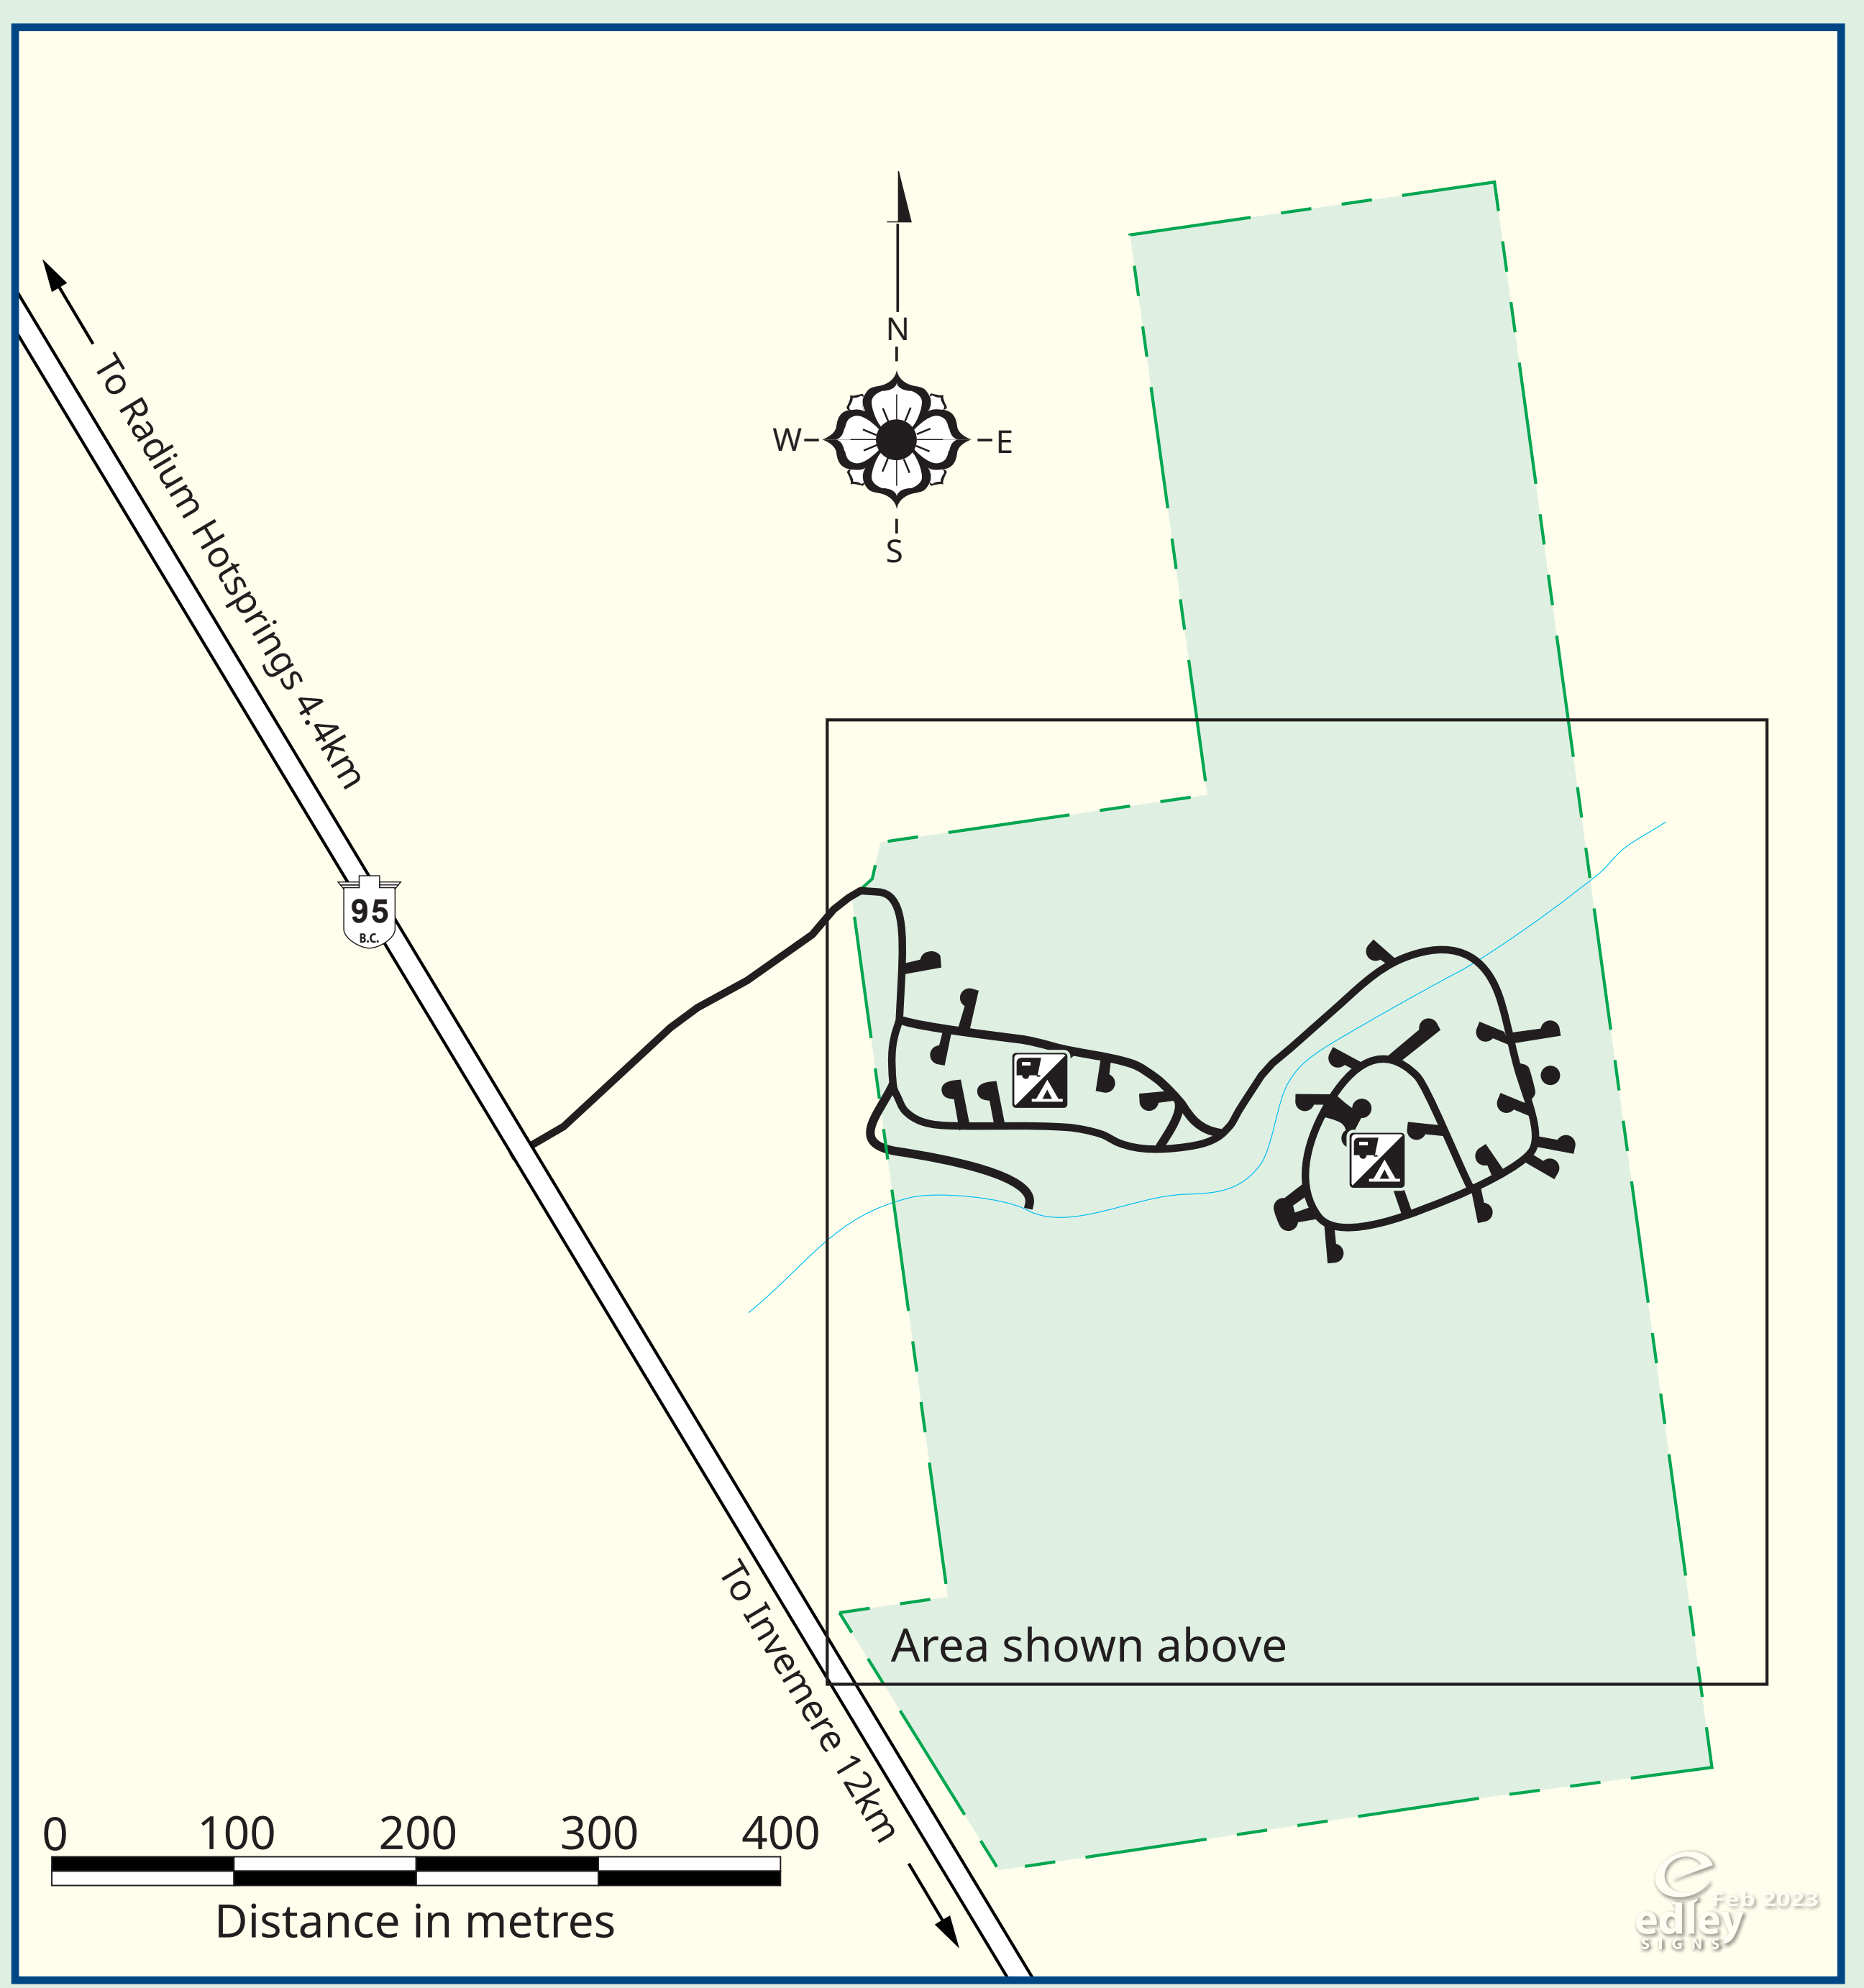 N
W
E
S
To Radium Hotsprings 4.4km
95
B.C.
To Invemere 12km
Area shown above
0 100 200 300 400
Distance in metres
e
Feb 2023
edley
SIGNS